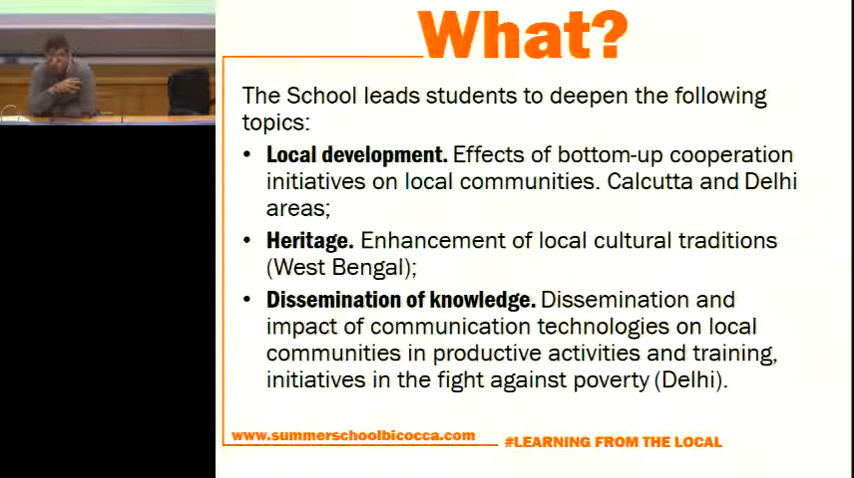 What?
The School leads students to deepen the following
topics:
• Local development. Effects of bottom-up cooperation
initiatives on local communities. Calcutta and Delhi
areas;
• Heritage. Enhancement of local cultural traditions
(West Bengal);
• Dissemination of knowledge. Dissemination and
impact of communication technologies on local
communities in productive activities and training,
initiatives in the fight against poverty (Delhi).
www.summerschoolbicocca.com
#LEARNING FROM THE LOCAL